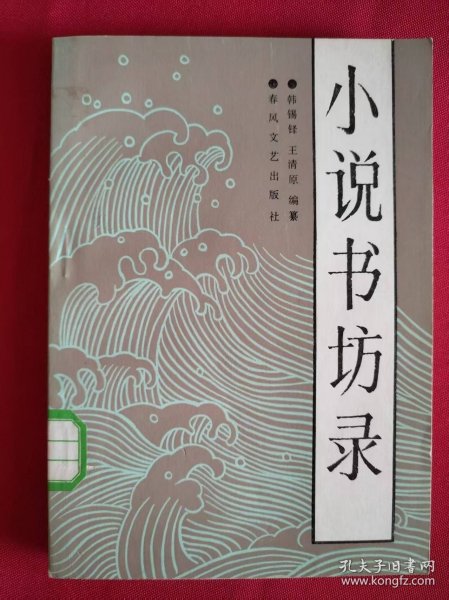 小说书坊录
韩锡铎 王清原 编纂
春风文艺出版社
孔夫子旧书网
www.kongfz.com